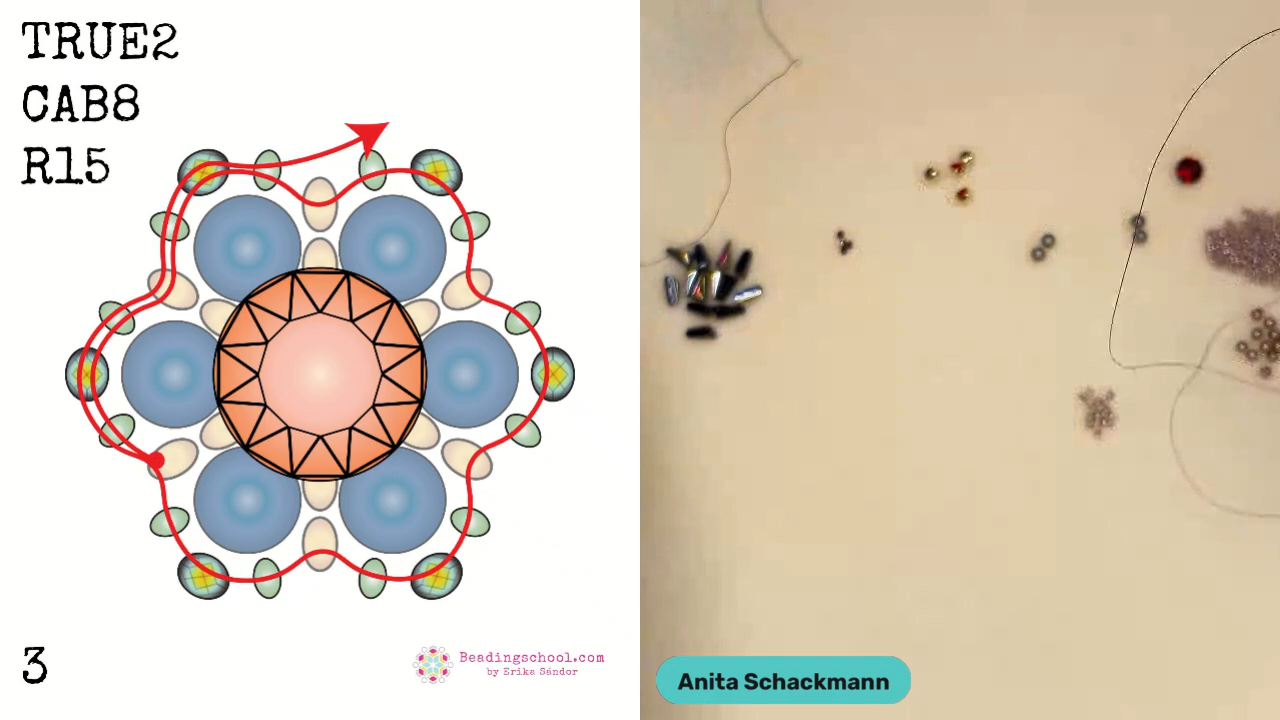 TRUE2
CAB8
R15
3
Beadingschool.com
by Erika Sándor
Anita Schackmann